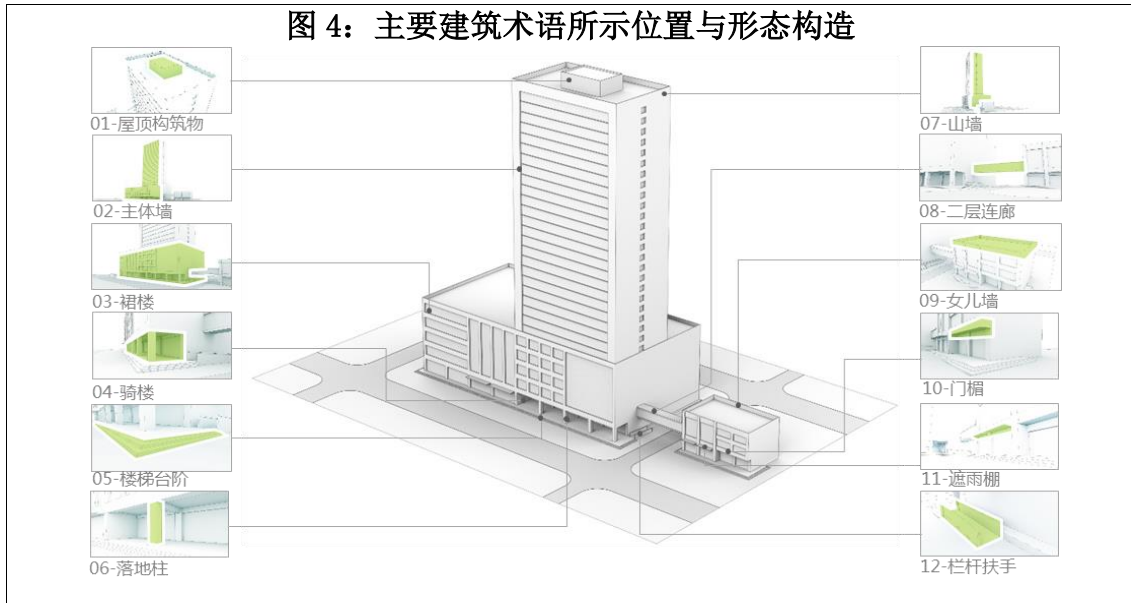 图 4：主要建筑术语所示位置与形态构造
01-屋顶构筑物
02-主体墙
03-裙楼
04-骑楼
05-楼梯台阶
06-落地柱
07-山墙
08-二层连廊
09-女儿墙
10-门楣
11-遮雨棚
12-栏杆扶手